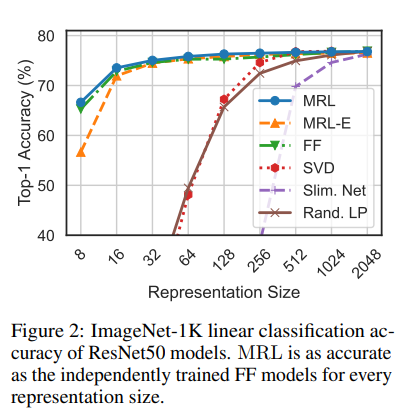 80
70
60
50
40
Top-1 Accuracy (%)
MRL
MRL-E
FF
SVD
Slim. Net
Rand. LP
8
16
32
64
128
256
512
1024
2048
Representation Size
Figure 2: ImageNet-1K linear classification ac-
curacy of ResNet50 models. MRL is as accurate
as the independently trained FF models for every
representation size.